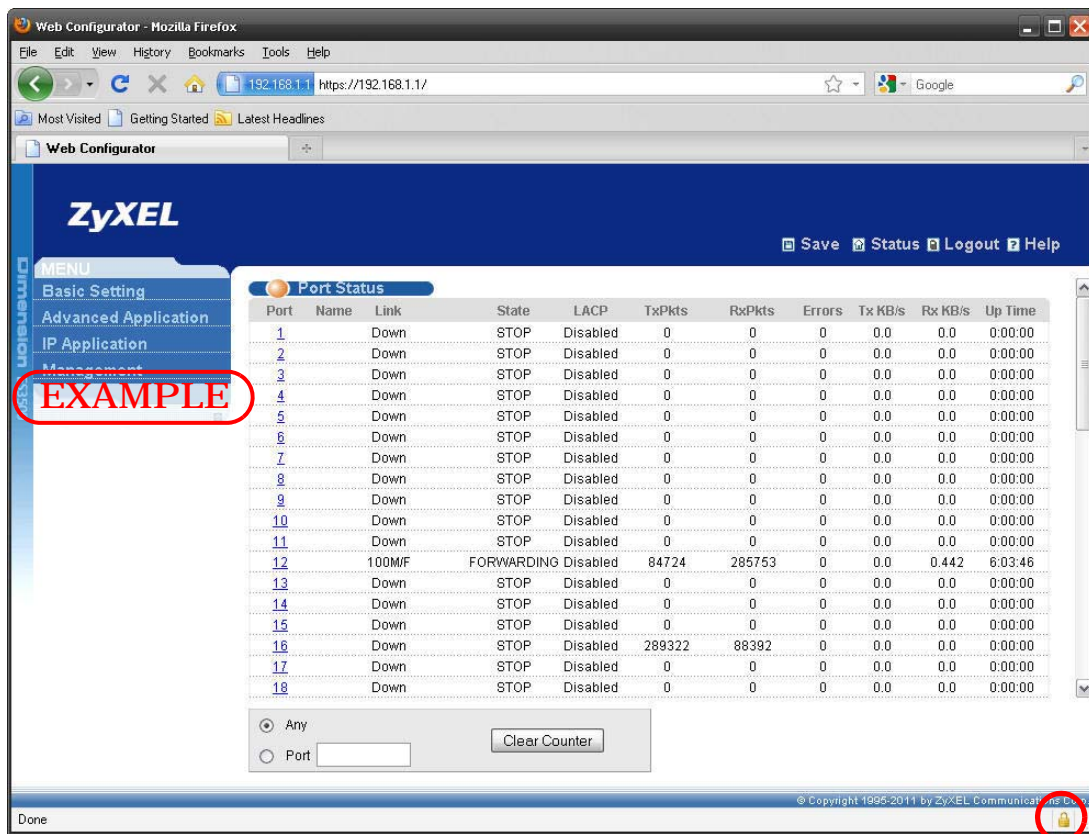 Web Configurator - Mozilla Firefox
File Edit View History Bookmarks Tools Help
192.168.1.1 https://192.168.1.1/ Google
Most Visited Getting Started Latest Headlines
Web Configurator
ZyXEL
Save Status Logout Help
Dimension
MENU
Basic Setting
Advanced Application
IP Application
Management
EXAMPLE
Port Status
Port Name Link State LACP TxPkts RxPkts Errors Tx KB/s Rx KB/s Up Time
1 Down STOP Disabled 0 0 0 0.0 0.0 0:00:00
2 Down STOP Disabled 0 0 0 0.0 0.0 0:00:00
3 Down STOP Disabled 0 0 0 0.0 0.0 0:00:00
4 Down STOP Disabled 0 0 0 0.0 0.0 0:00:00
5 Down STOP Disabled 0 0 0 0.0 0.0 0:00:00
6 Down STOP Disabled 0 0 0 0.0 0.0 0:00:00
7 Down STOP Disabled 0 0 0 0.0 0.0 0:00:00
8 Down STOP Disabled 0 0 0 0.0 0.0 0:00:00
9 Down STOP Disabled 0 0 0 0.0 0.0 0:00:00
10 Down STOP Disabled 0 0 0 0.0 0.0 0:00:00
11 Down STOP Disabled 0 0 0 0.0 0.0 0:00:00
12 100M/F FORWARDING Disabled 84724 285753 0 0.0 0.442 6:03:46
13 Down STOP Disabled 0 0 0 0.0 0.0 0:00:00
14 Down STOP Disabled 0 0 0 0.0 0.0 0:00:00
15 Down STOP Disabled 0 0 0 0.0 0.0 0:00:00
16 Down STOP Disabled 289322 88392 0 0.0 0.0 0:00:00
17 Down STOP Disabled 0 0 0 0.0 0.0 0:00:00
18 Down STOP Disabled 0 0 0 0.0 0.0 0:00:00
Any
Port
Clear Counter
© Copyright 1995-2011 by ZyXEL Communications Corp.
Done